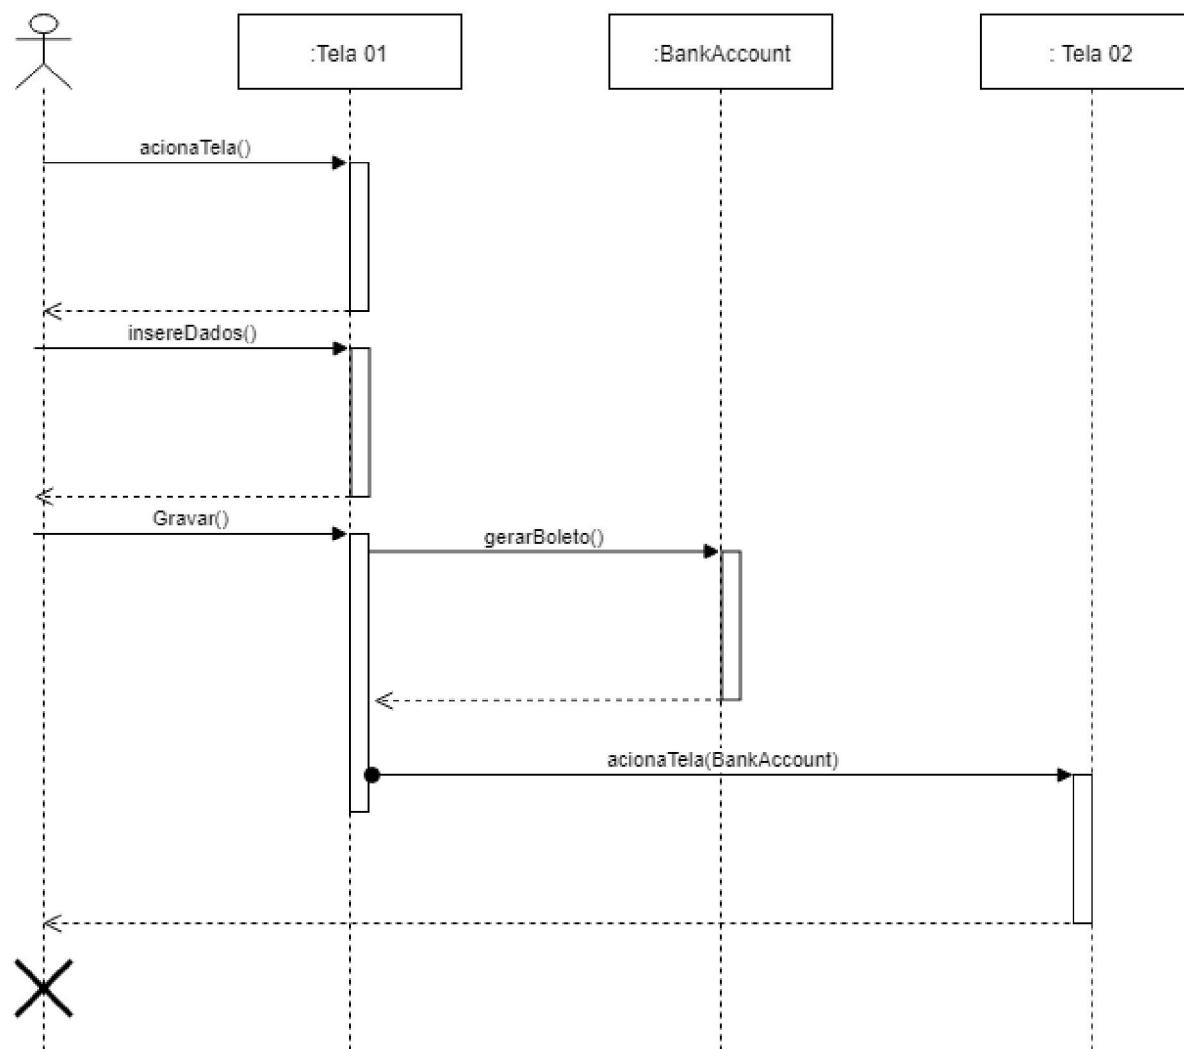 :Tela 01
:BankAccount
: Tela 02
acionaTela()
insereDados()
Gravar()
gerarBoleto()
acionaTela(BankAccount)